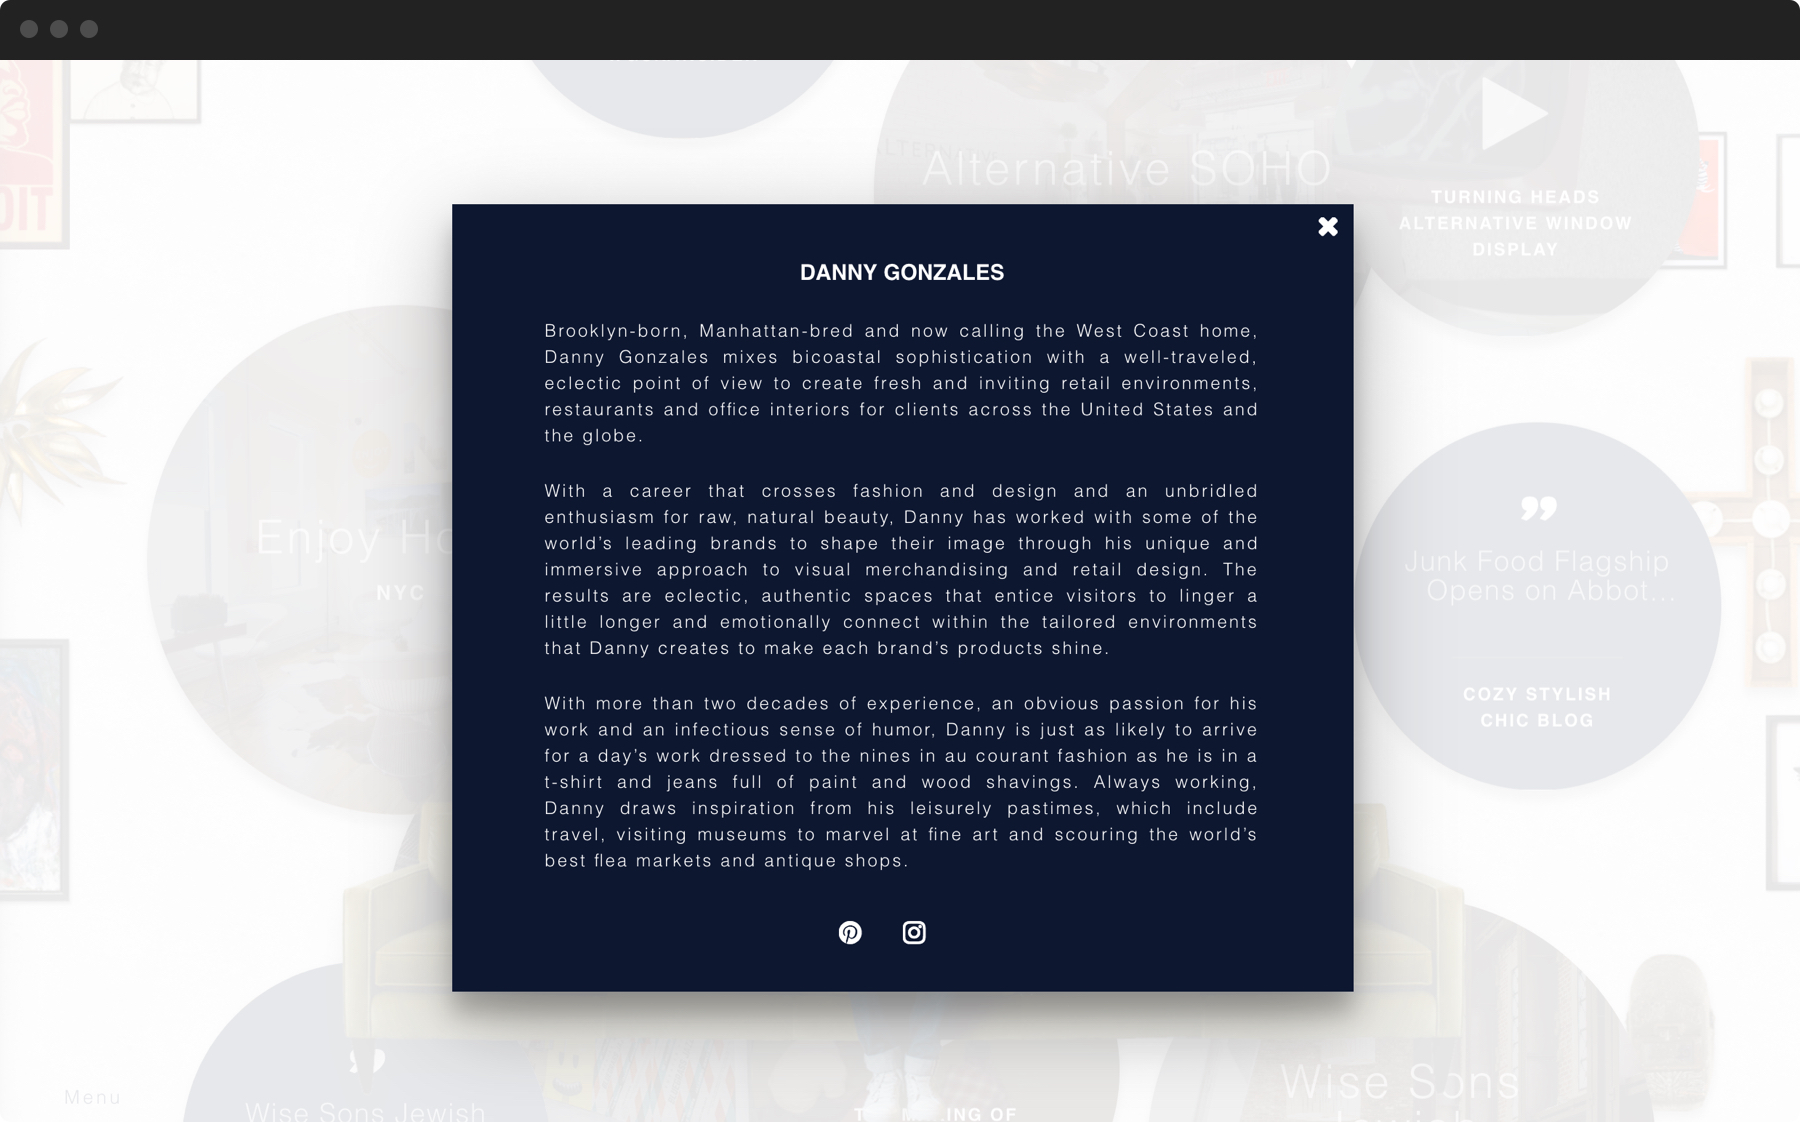 Alternative SOHO
TURNING HEADS
ALTERNATIVE WINDOW
DISPLAY
DANNY GONZALES
Brooklyn-born, Manhattan-bred and now calling the West Coast home,
Danny Gonzales mixes bicoastal sophistication with a well-traveled,
eclectic point of view to create fresh and inviting retail environments,
restaurants and office interiors for clients across the United States and
the globe.
With a career that crosses fashion and design and an unbridled
enthusiasm for raw, natural beauty, Danny has worked with some of the
world’s leading brands to shape their image through his unique and
immersive approach to visual merchandising and retail design. The
results are eclectic, authentic spaces that entice visitors to linger a
little longer and emotionally connect within the tailored environments
that Danny creates to make each brand’s products shine.
With more than two decades of experience, an obvious passion for his
work and an infectious sense of humor, Danny is just as likely to arrive
for a day’s work dressed to the nines in au courant fashion as he is in a
t-shirt and jeans full of paint and wood shavings. Always working,
Danny draws inspiration from his leisurely pastimes, which include
travel, visiting museums to marvel at fine art and scouring the world’s
best flea markets and antique shops.
Enjoy
NYC
”
Junk Food Flagship
Opens on Abbot...
COZY STYLISH
CHIC BLOG
Menu
Wise Sons Jewish
OF
Wise Sons